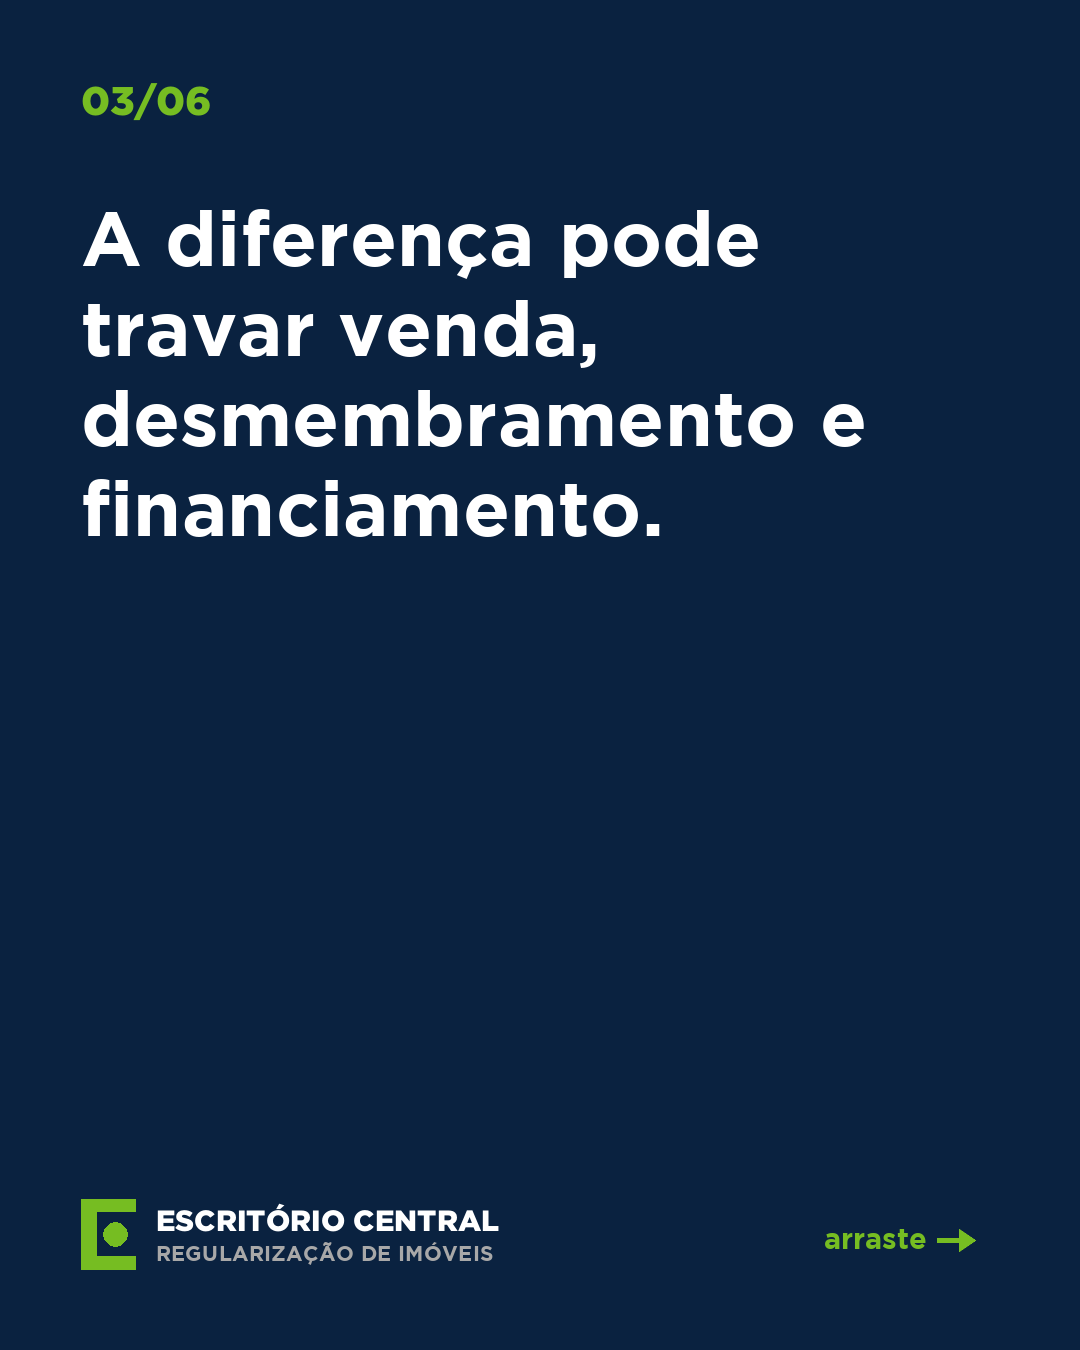 03/06
A diferença pode
travar venda,
desmembramento e
financiamento.
ESCRITÓRIO CENTRAL
REGULARIZAÇÃO DE IMÓVEIS
arraste